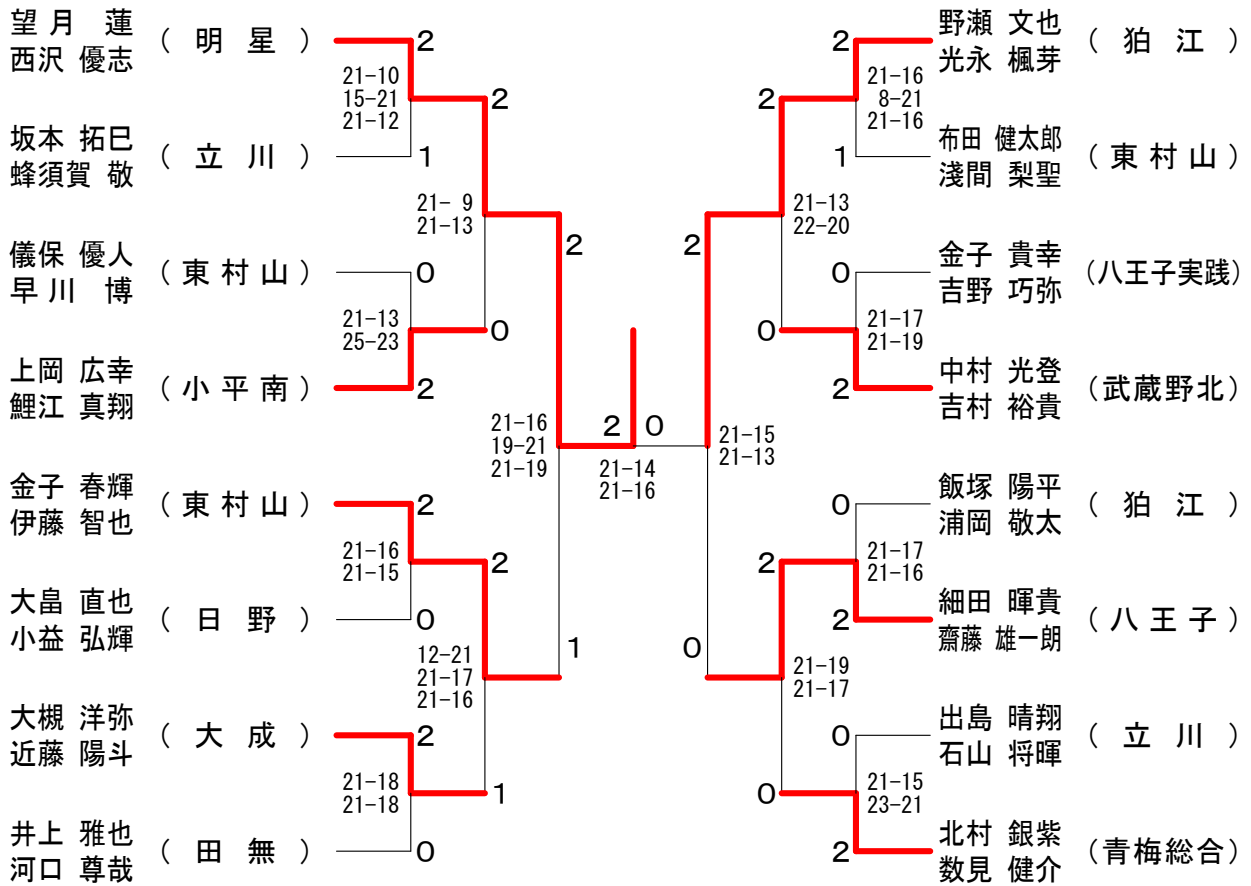 望月 蓮
西沢 優志
(明星)
2
21-10
15-21
21-12
2
坂本 拓巳
蜂須賀 敬
(立川)
1
21- 9
21-13
2
儀保 優人
早川 博
(東村山)
0
21-13
25-23
0
上岡 広幸
鯉江 真翔
(小平南)
2
21-16
19-21
21-19
2
0
21-14
21-16
金子 春輝
伊藤 智也
(東村山)
2
21-16
21-15
2
大畠 直也
小益 弘輝
(日野)
0
12-21
21-17
21-16
1
大槻 洋弥
近藤 陽斗
(大成)
2
21-18
21-18
1
井上 雅也
河口 尊哉
(田無)
0
野瀬 文也
光永 楓芽
(狛江)
2
21-16
8-21
21-16
2
布田 健太郎
淺間 梨聖
(東村山)
1
21-13
22-20
2
金子 貴幸
吉野 巧弥
(八王子実践)
0
21-17
21-19
0
中村 光登
吉村 裕貴
(武蔵野北)
2
21-15
21-13
飯塚 陽平
浦岡 敬太
(狛江)
0
21-17
21-16
2
細田 暉貴
齋藤 雄一朗
(八王子)
2
0
21-19
21-17
出島 晴翔
石山 将暉
(立川)
0
21-15
23-21
0
北村 銀紫
数見 健介
(青梅総合)
2